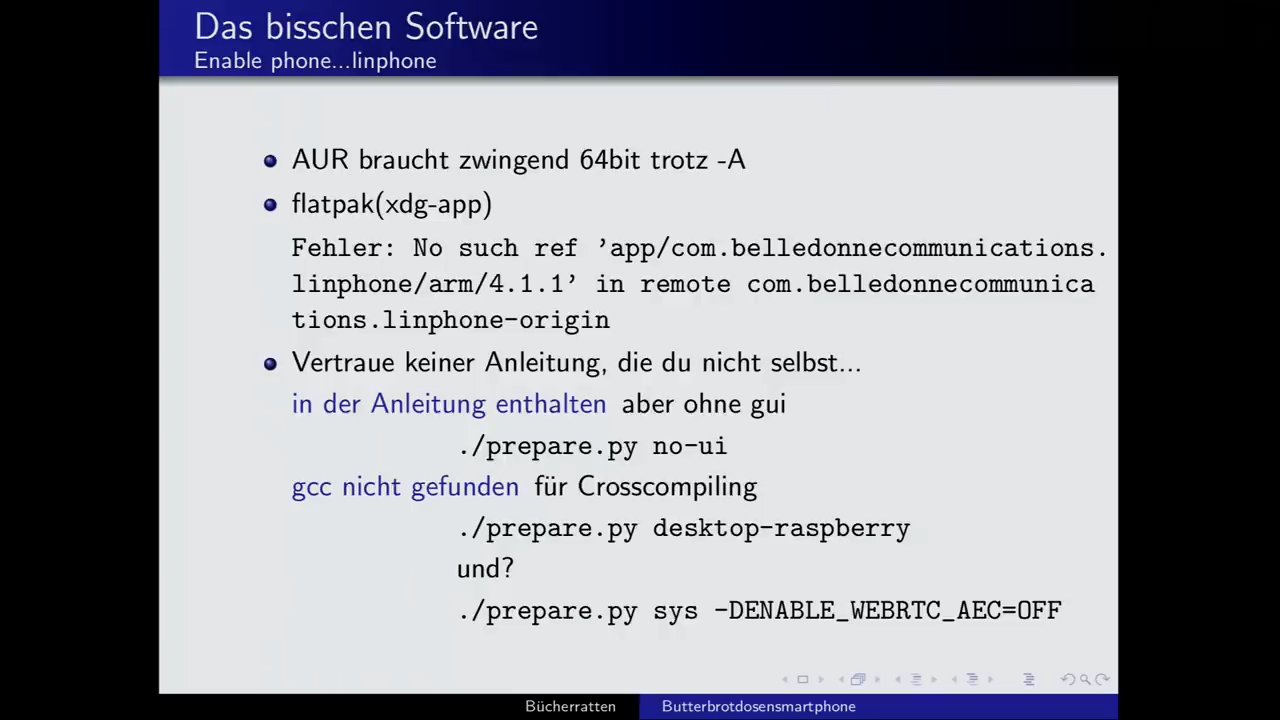 Das bisschen Software
Enable phone...linphone
AUR braucht zwingend 64bit trotz -A
flatpak(xdg-app)
Fehler: No such ref ’app/com.belledonnecommunications.
linphone/arm/4.1.1’ in remote com.belledonnecommunica
tions.linphone-origin
Vertraue keiner Anleitung, die du nicht selbst...
in der Anleitung enthalten aber ohne gui
./prepare.py no-ui
gcc nicht gefunden für Crosscompiling
./prepare.py desktop-raspberry
und?
./prepare.py sys -DENABLE_WEBRTC_AEC=OFF
Bücherratten Butterbrotdosensmartphone